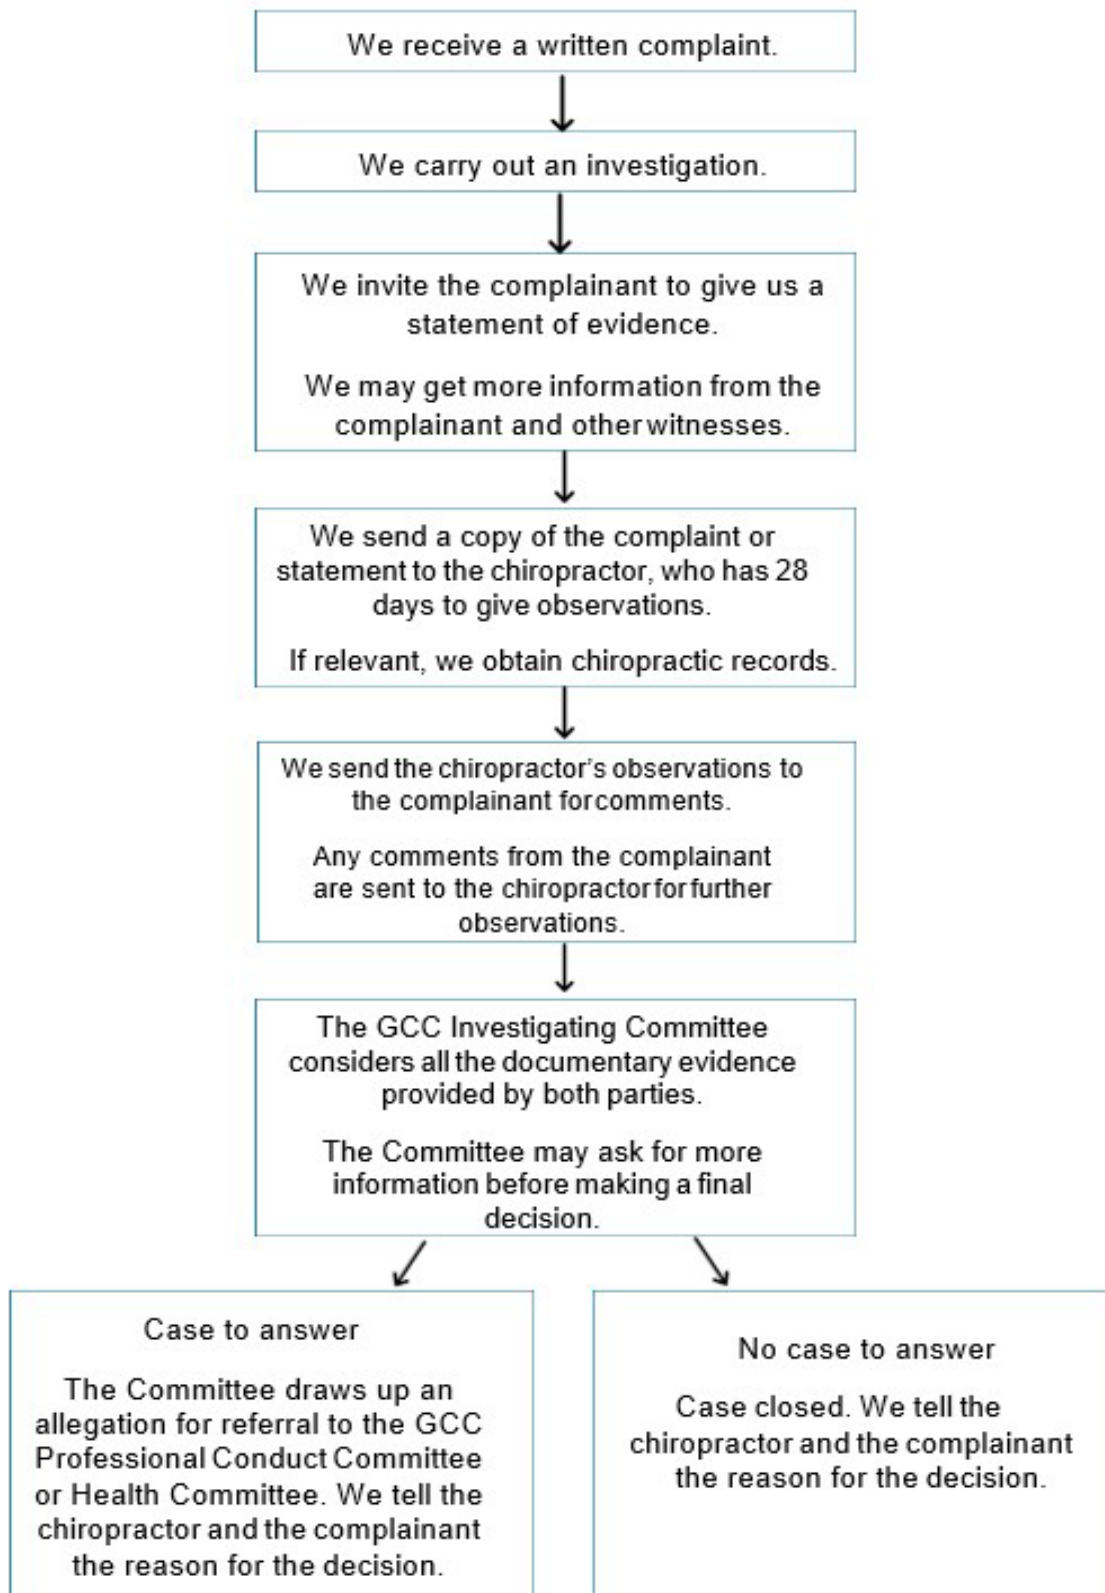 We receive a written complaint.
We carry out an investigation.
We invite the complainant to give us a
statement of evidence.
We may get more information from the
complainant and other witnesses.
We send a copy of the complaint or
statement to the chiropractor, who has 28
days to give observations.
If relevant, we obtain chiropractic records.
We send the chiropractor’s observations to
the complainant for comments.
Any comments from the complainant
are sent to the chiropractor for further
observations.
The GCC Investigating Committee
considers all the documentary evidence
provided by both parties.
The Committee may ask for more
information before making a final
decision.
Case to answer
The Committee draws up an
allegation for referral to the GCC
Professional Conduct Committee
or Health Committee. We tell the
chiropractor and the complainant
the reason for the decision.
No case to answer
Case closed. We tell the
chiropractor and the complainant
the reason for the decision.